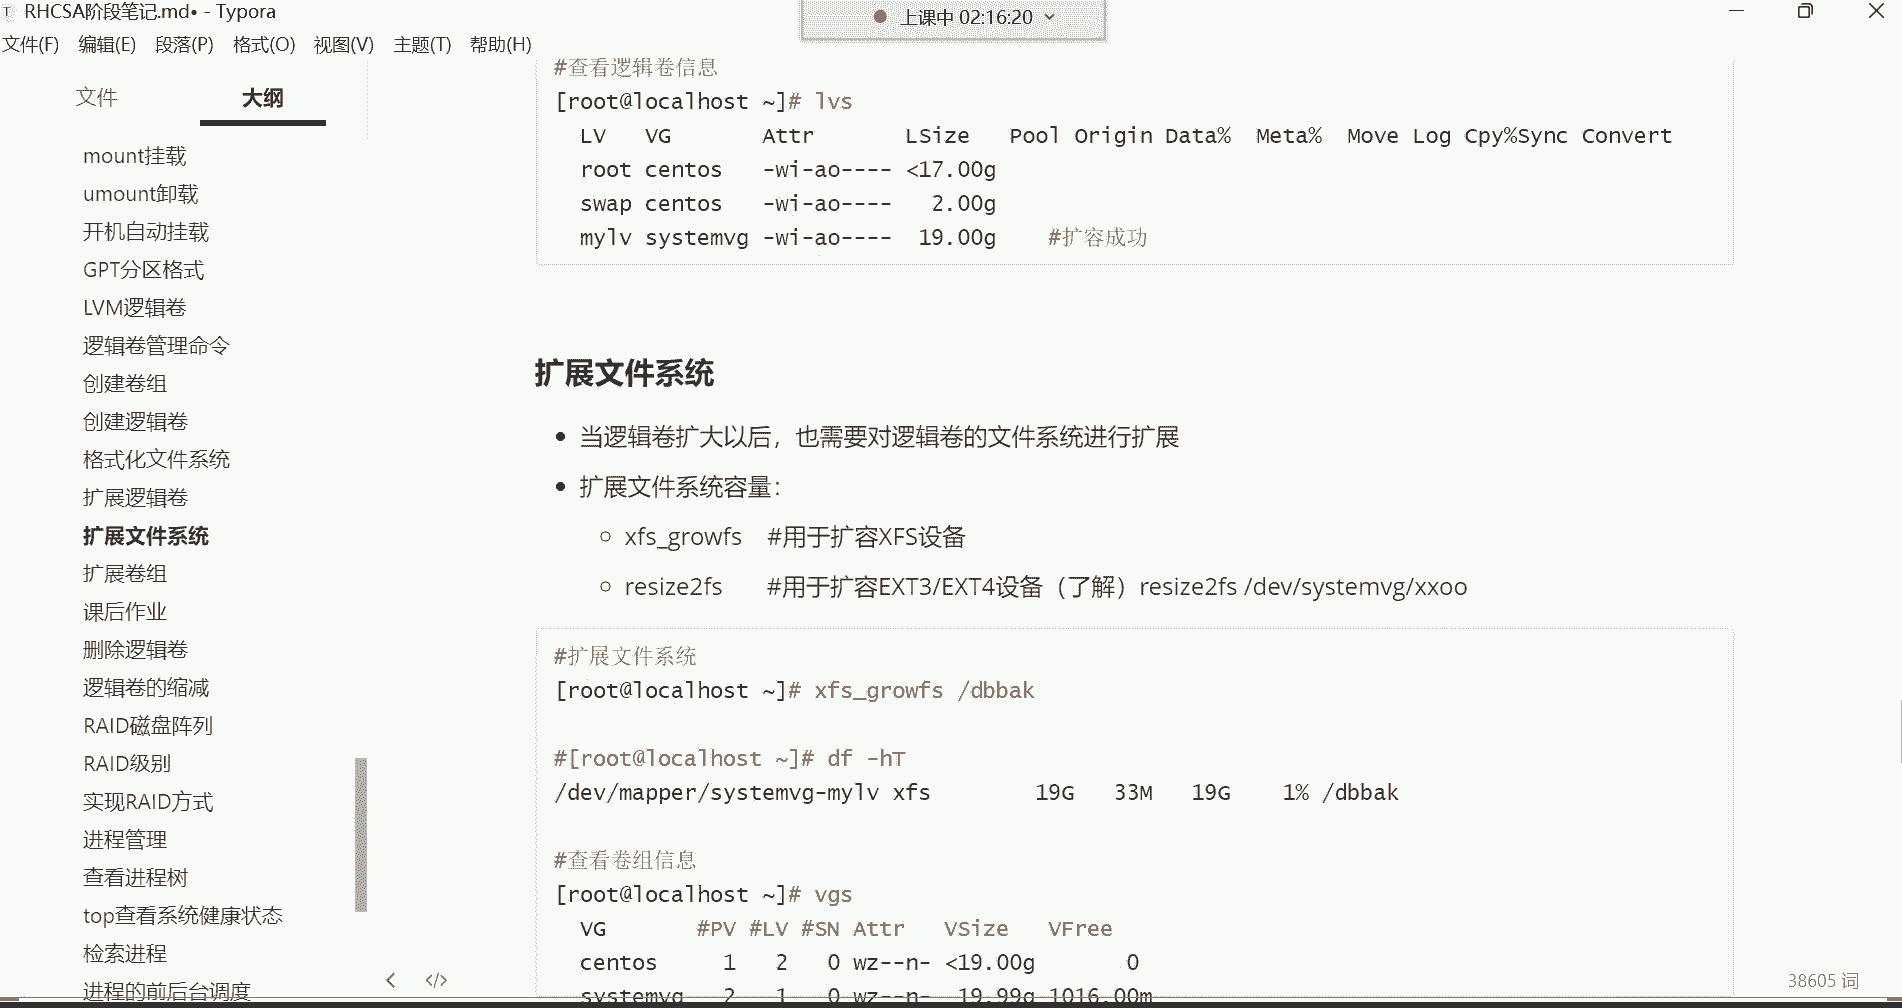 RHCSA阶段笔记.md• - Typora
上课中 02:16:20
文件(F) 编辑(E) 段落(P) 格式(O) 视图(V) 主题(T) 帮助(H)
文件 大纲
mount挂载
umount卸载
开机自动挂载
GPT分区格式
LVM逻辑卷
逻辑卷管理命令
创建卷组
创建逻辑卷
格式化文件系统
扩展逻辑卷
扩展文件系统
扩展卷组
课后作业
删除逻辑卷
逻辑卷的缩减
RAID磁盘阵列
RAID级别
实现RAID方式
进程管理
查看进程树
top查看系统健康状态
检索进程
进程的前后台调度
#查看逻辑卷信息
[root@localhost ~]# lvs
LV VG Attr LSize Pool Origin Data% Meta% Move Log Cpy%Sync Convert
root centos -wi-ao---- <17.00g
swap centos -wi-ao---- 2.00g
mylv systemvg -wi-ao---- 19.00g #扩容成功
扩展文件系统
• 当逻辑卷扩大以后，也需要对逻辑卷的文件系统进行扩展
• 扩展文件系统容量：
○ xfs_growfs #用于扩容XFS设备
○ resize2fs #用于扩容EXT3/EXT4设备（了解）resize2fs /dev/systemvg/xxoo
#扩展文件系统
[root@localhost ~]# xfs_growfs /dbbak
#[root@localhost ~]# df -hT
/dev/mapper/systemvg-mylv xfs 19G 33M 19G 1% /dbbak
#查看卷组信息
[root@localhost ~]# vgs
VG #PV #LV #SN Attr VSize VFree
centos 1 2 0 wz--n- <19.00g 0
systemvg 2 1 0 wz--n- 19.99g 1016.00m
</> 38605 词